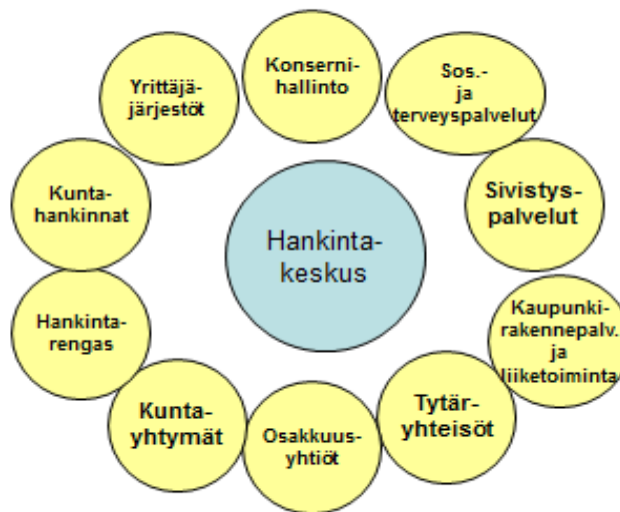 Konserni-
hallinto
Sos.-
ja
terveyspalvelut
Sivistys-
palvelut
Kaupunki-
rakennepalv.
ja
liiketoiminta
Tytär-
yhteisöt
Osakkuus-
yhtiöt
Kunta-
yhtymät
Hankinta-
rengas
Kunta-
hankinnat
Yrittäjä-
järjestöt
Hankinta-
keskus